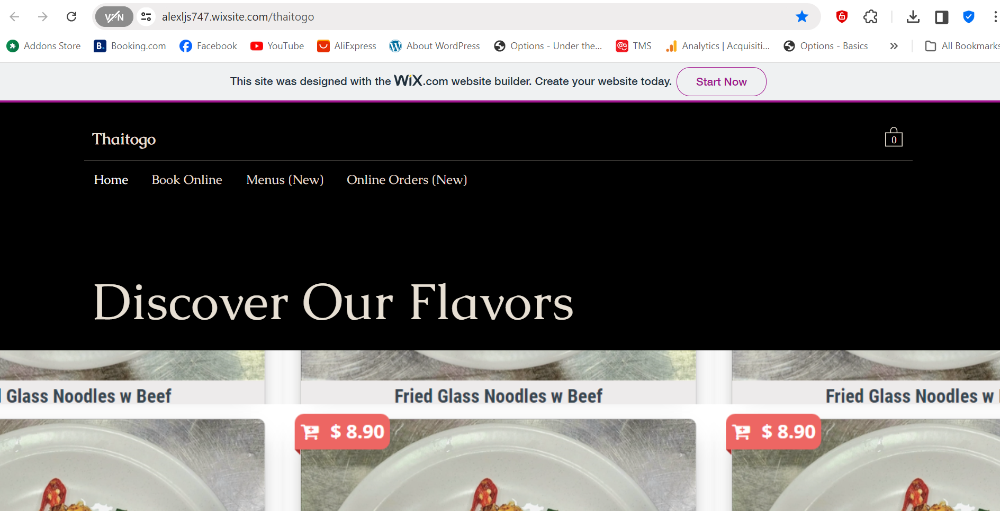 VPN
alexljs747.wixsite.com/thaitogo
Addons Store
B. Booking.com
Facebook
YouTube
AliExpress
About WordPress
Options - Under the...
TMS
Analytics | Acquisiti...
Options - Basics
All Bookmarks
This site was designed with the WiX.com website builder. Create your website today.
Start Now
Thaitogo
0
Home
Book Online
Menus (New)
Online Orders (New)
Discover Our Flavors
Glass Noodles w Beef
Fried Glass Noodles w Beef
Fried Glass Noodles w
$ 8.90
$ 8.90